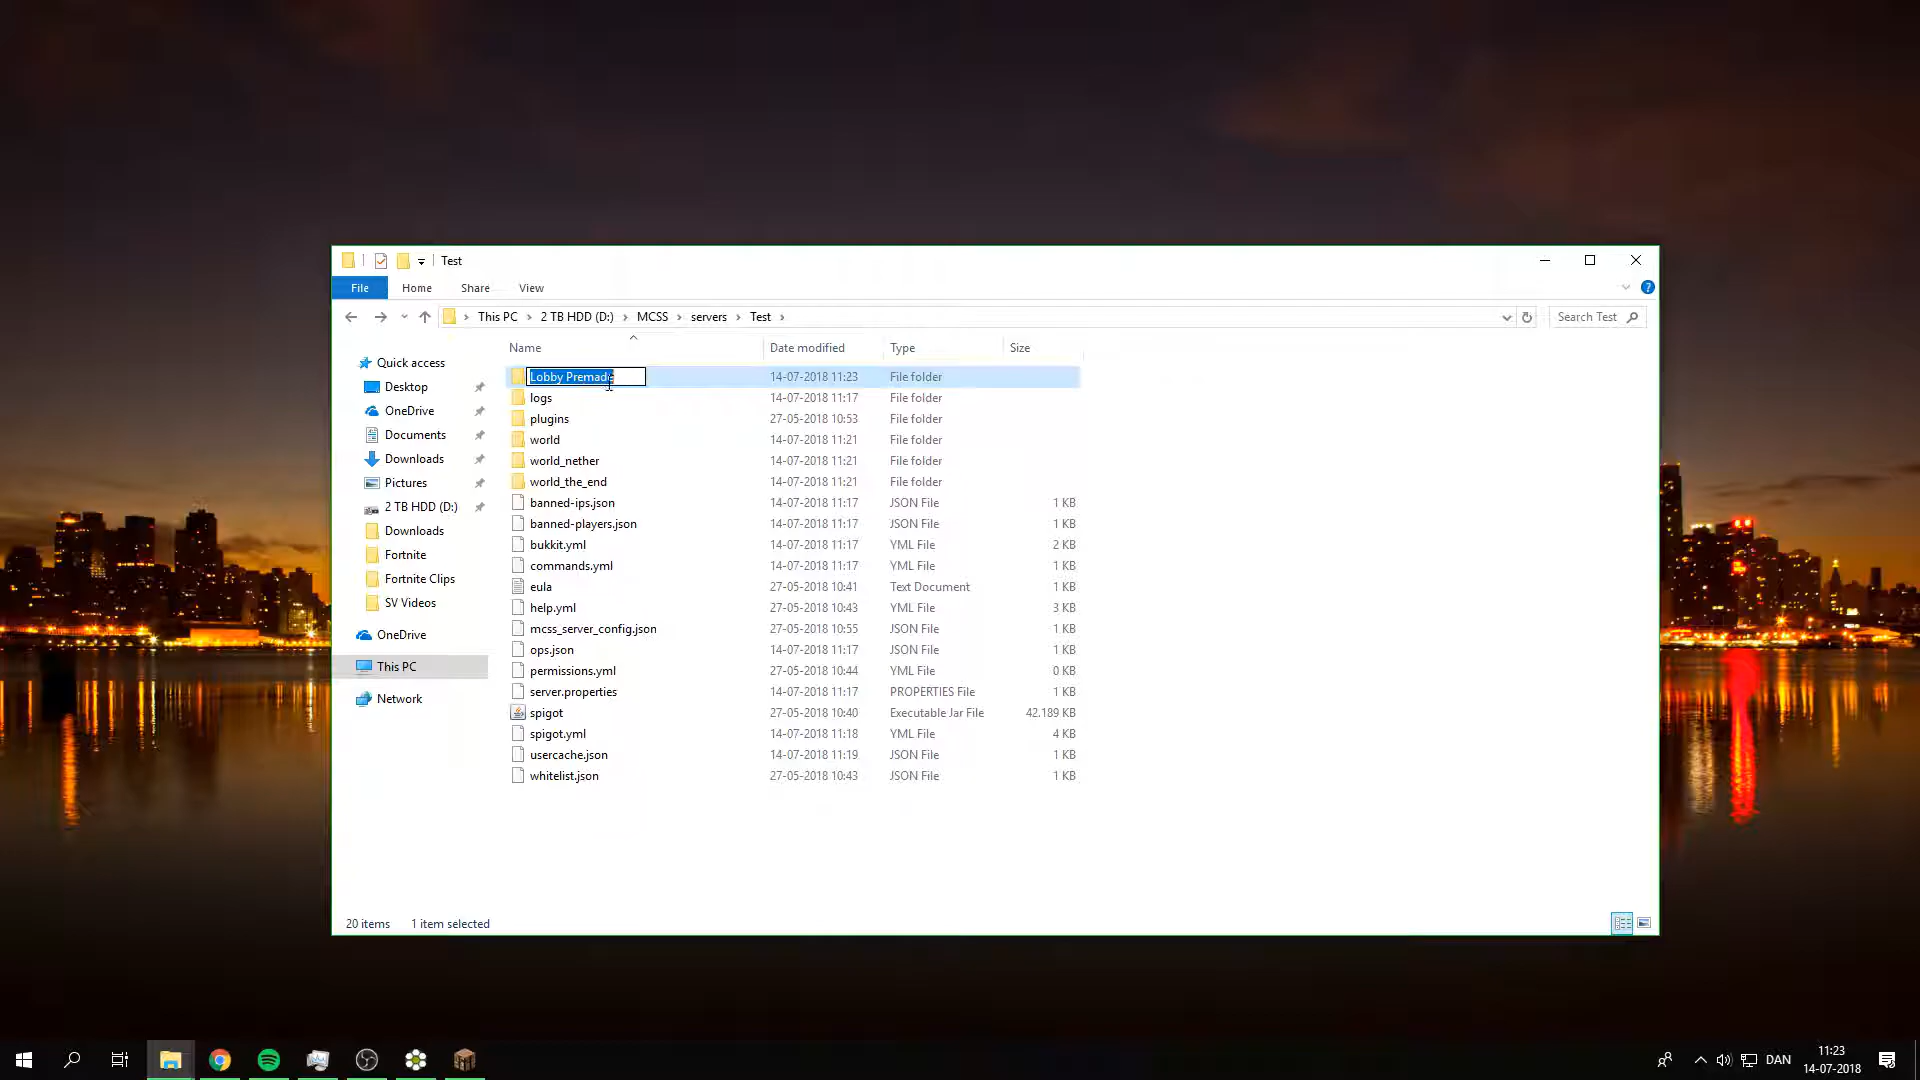 Test
File Home Share View
This PC 2 TB HDD (D:) MCSS servers Test Search Test
Name Date modified Type Size
Quick access
Desktop
OneDrive
Documents
Downloads
Pictures
2 TB HDD (D:)
Downloads
Fortnite
Fortnite Clips
SV Videos
OneDrive
This PC
Network
Lobby Premade 14-07-2018 11:23 File folder
logs 14-07-2018 11:17 File folder
plugins 27-05-2018 10:53 File folder
world 14-07-2018 11:21 File folder
world_nether 14-07-2018 11:21 File folder
world_the_end 14-07-2018 11:21 File folder
banned-ips.json 14-07-2018 11:17 JSON File 1 KB
banned-players.json 14-07-2018 11:17 JSON File 1 KB
bukkit.yml 14-07-2018 11:17 YML File 2 KB
commands.yml 14-07-2018 11:17 YML File 1 KB
eula 27-05-2018 10:41 Text Document 1 KB
help.yml 27-05-2018 10:43 YML File 3 KB
mcss_server_config.json 27-05-2018 10:55 JSON File 1 KB
ops.json 14-07-2018 11:17 JSON File 1 KB
permissions.yml 27-05-2018 10:44 YML File 0 KB
server.properties 14-07-2018 11:17 PROPERTIES File 1 KB
spigot 27-05-2018 10:40 Executable Jar File 42.189 KB
spigot.yml 14-07-2018 11:18 YML File 4 KB
usercache.json 14-07-2018 11:19 JSON File 1 KB
whitelist.json 27-05-2018 10:43 JSON File 1 KB
20 items 1 item selected
DAN
11:23
14-07-2018